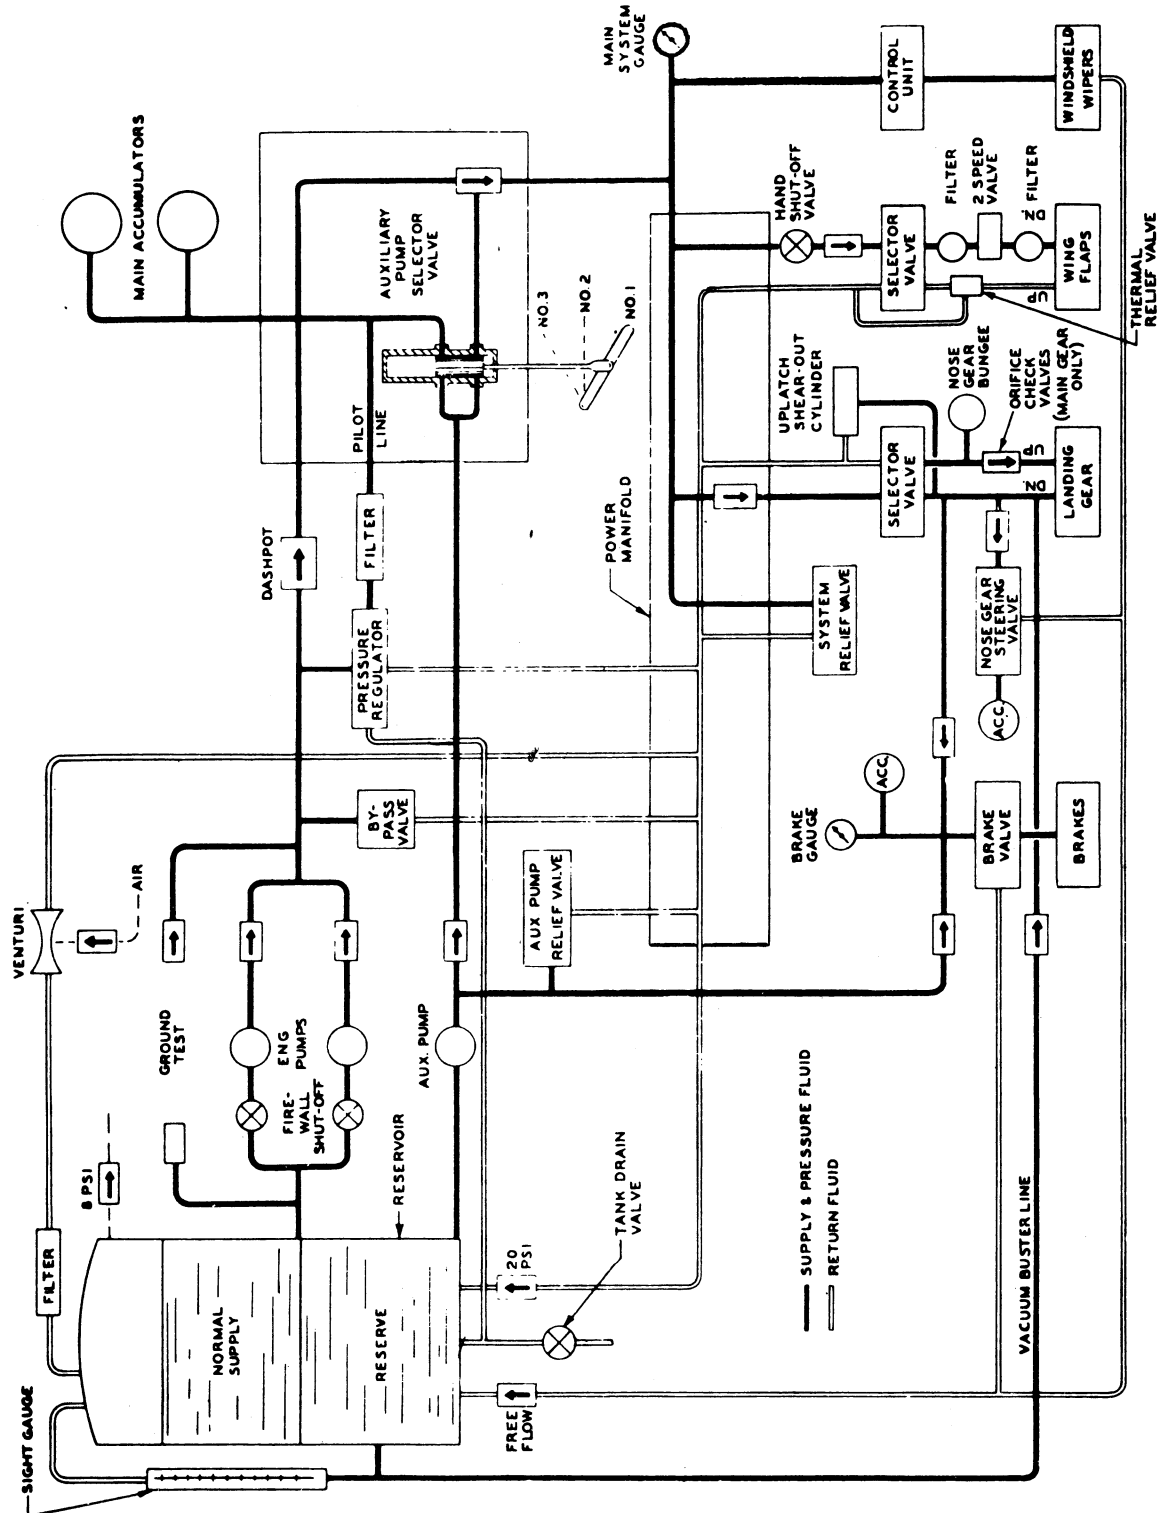 SIGHT GAUGE
FILTER
VENTURI
AIR
8 PSI
GROUND
TEST
NORMAL
SUPPLY
RESERVE
RESERVOIR
FIRE-
WALL
SHUT-OFF
ENG
PUMPS
AUX. PUMP
FREE
FLOW
20
PSI
TANK DRAIN
VALVE
BY-
PASS
VALVE
PRESSURE
REGULATOR
FILTER
PILOT
LINE
DASHPOT
MAIN ACCUMULATORS
AUXILIARY
PUMP
SELECTOR
VALVE
NO.3
NO.2
NO.1
AUX PUMP
RELIEF VALVE
POWER
MANIFOLD
MAIN
SYSTEM
GAUGE
SYSTEM
RELIEF VALVE
UPLATCH
SHEAR-OUT
CYLINDER
HAND
SHUT-OFF
VALVE
CONTROL
UNIT
WINDSHIELD
WIPERS
SELECTOR
VALVE
FILTER
2 SPEED
VALVE
FILTER
DN.
UP
WING
FLAPS
THERMAL
RELIEF VALVE
SELECTOR
VALVE
NOSE
GEAR
BUNGEE
ORIFICE
CHECK
VALVES
(MAIN GEAR
ONLY)
UP
DN.
LANDING
GEAR
NOSE GEAR
STEERING
VALVE
ACC.
BRAKE
GAUGE
ACC.
BRAKE
VALVE
BRAKES
SUPPLY & PRESSURE FLUID
RETURN FLUID
VACUUM BUSTER LINE